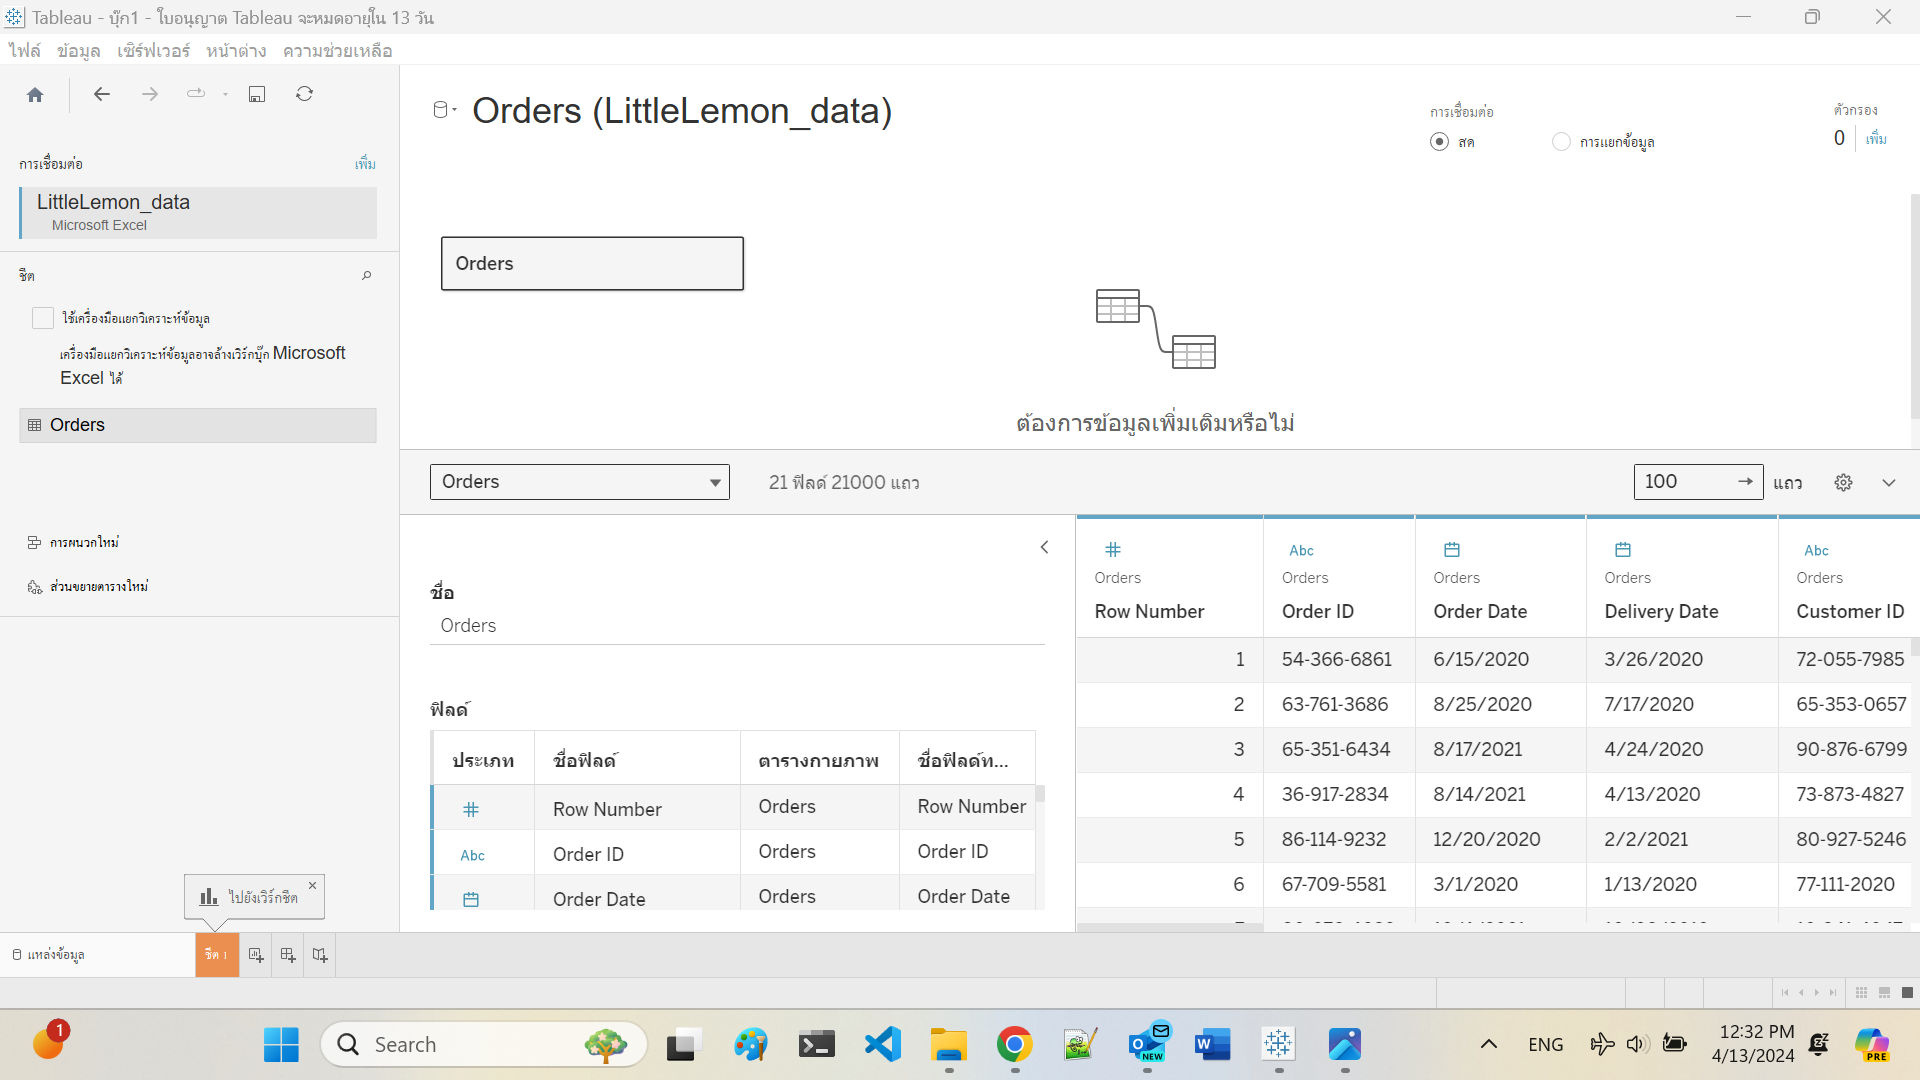 Tableau - บุ๊ก1 - ใบอนุญาต Tableau จะหมดอายุใน 13 วัน
ไฟล์ ข้อมูล เซิร์ฟเวอร์ หน้าต่าง ความช่วยเหลือ
การเชื่อมต่อ เพิ่ม
LittleLemon_data
Microsoft Excel
ชีต
ใช้เครื่องมือแยกวิเคราะห์ข้อมูล
เครื่องมือแยกวิเคราะห์ข้อมูลอาจล้างเวิร์กบุ๊ก Microsoft
Excel ได้
Orders
การผนวกใหม่
ส่วนขยายตารางใหม่
Orders (LittleLemon_data)
การเชื่อมต่อ
สด การแยกข้อมูล
ตัวกรอง
0 เพิ่ม
Orders
ต้องการข้อมูลเพิ่มเติมหรือไม่
Orders 21 ฟิลด์ 21000 แถว 100 แถว
ชื่อ
Orders
ฟิลด์
ประเภท ชื่อฟิลด์ ตารางกายภาพ ชื่อฟิลด์ท...
Row Number Orders Row Number
Abc Order ID Orders Order ID
Order Date Orders Order Date
Abc Abc
Orders Orders Orders Orders Orders
Row Number Order ID Order Date Delivery Date Customer ID
1 54-366-6861 6/15/2020 3/26/2020 72-055-7985
2 63-761-3686 8/25/2020 7/17/2020 65-353-0657
3 65-351-6434 8/17/2021 4/24/2020 90-876-6799
4 36-917-2834 8/14/2021 4/13/2020 73-873-4827
5 86-114-9232 12/20/2020 2/2/2021 80-927-5246
6 67-709-5581 3/1/2020 1/13/2020 77-111-2020
ไปยังเวิร์กชีต
แหล่งข้อมูล ชีต 1
1 Search NEW ENG 12:32 PM
4/13/2024 PRE